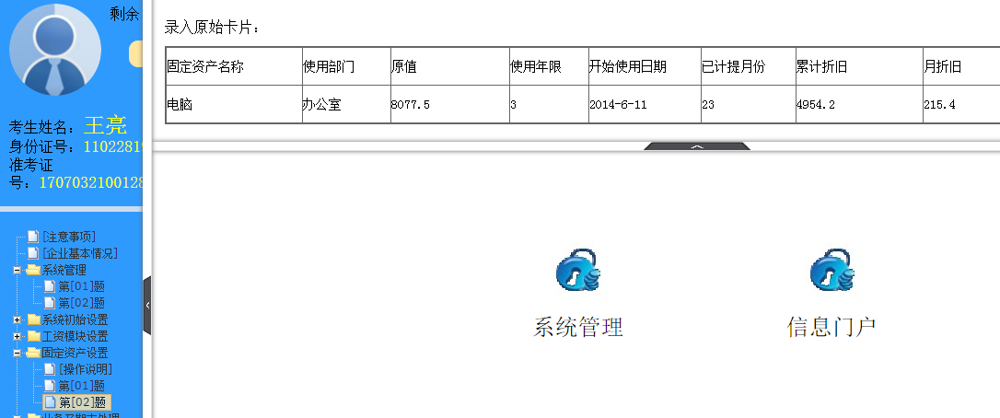 剩余
考生姓名：王亮
身份证号：1102281
准考证
号：1707032100128
[注意事项]
[企业基本情况]
系统管理
第[01]题
第[02]题
系统初始设置
工资模块设置
固定资产设置
[操作说明]
第[01]题
第[02]题
录入原始卡片：
固定资产名称 使用部门 原值 使用年限 开始使用日期 已计提月份 累计折旧 月折旧
电脑 办公室 8077.5 3 2014-6-11 23 4954.2 215.4
系统管理 信息门户